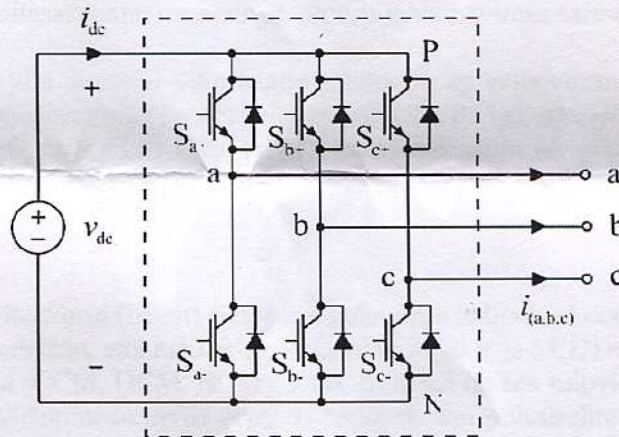 i_dc
P
+
S_a+
S_b+
S_c+
a
a
v_dc
b
b
c
c
i_(a,b,c)
S_a-
S_b-
S_c-
−
N